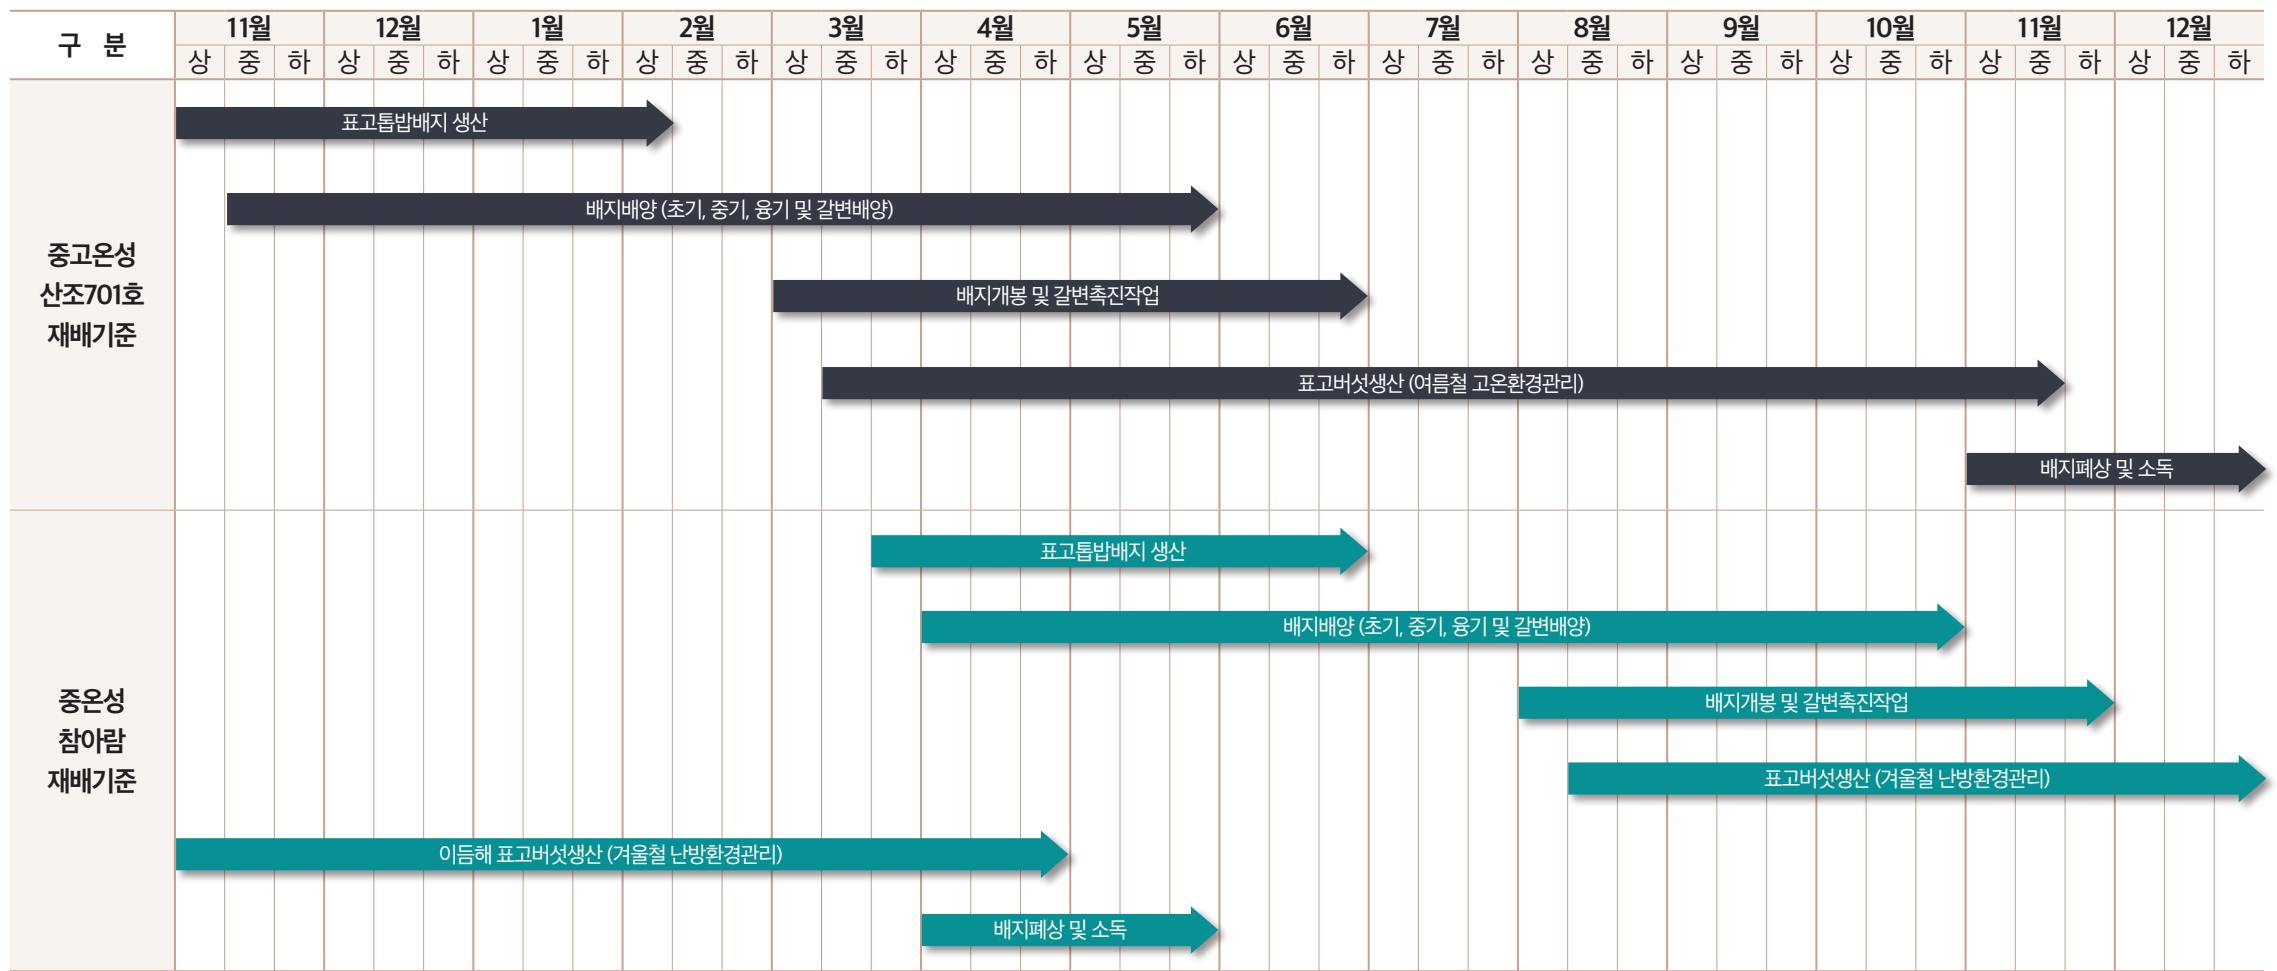 구 분 11월 12월 1월 2월 3월 4월 5월 6월 7월 8월 9월 10월 11월 12월
상 중 하 상 중 하 상 중 하 상 중 하 상 중 하 상 중 하 상 중 하 상 중 하 상 중 하 상 중 하 상 중 하 상 중 하 상 중 하 상 중 하
중고온성
산조701호
재배기준
표고톱밥배지 생산
배지배양 (초기, 중기, 융기 및 갈변배양)
배지개봉 및 갈변촉진작업
표고버섯생산 (여름철 고온환경관리)
배지폐상 및 소독
중온성
참아람
재배기준
표고톱밥배지 생산
배지배양 (초기, 중기, 융기 및 갈변배양)
배지개봉 및 갈변촉진작업
표고버섯생산 (겨울철 난방환경관리)
이듬해 표고버섯생산 (겨울철 난방환경관리)
배지폐상 및 소독